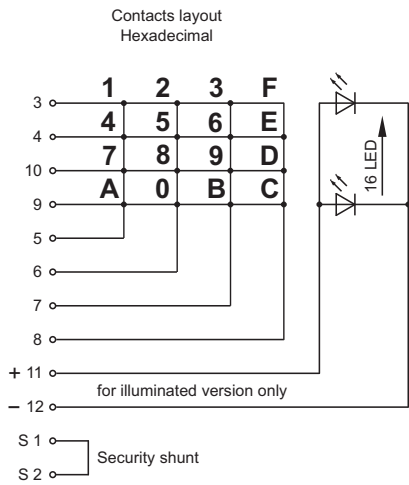 Contacts layout
Hexadecimal
1 2 3 F
3
4 5 6 E
4
7 8 9 D
10
A 0 B C
9
16 LED
5
6
7
8
+ 11
for illuminated version only
− 12
S 1
Security shunt
S 2